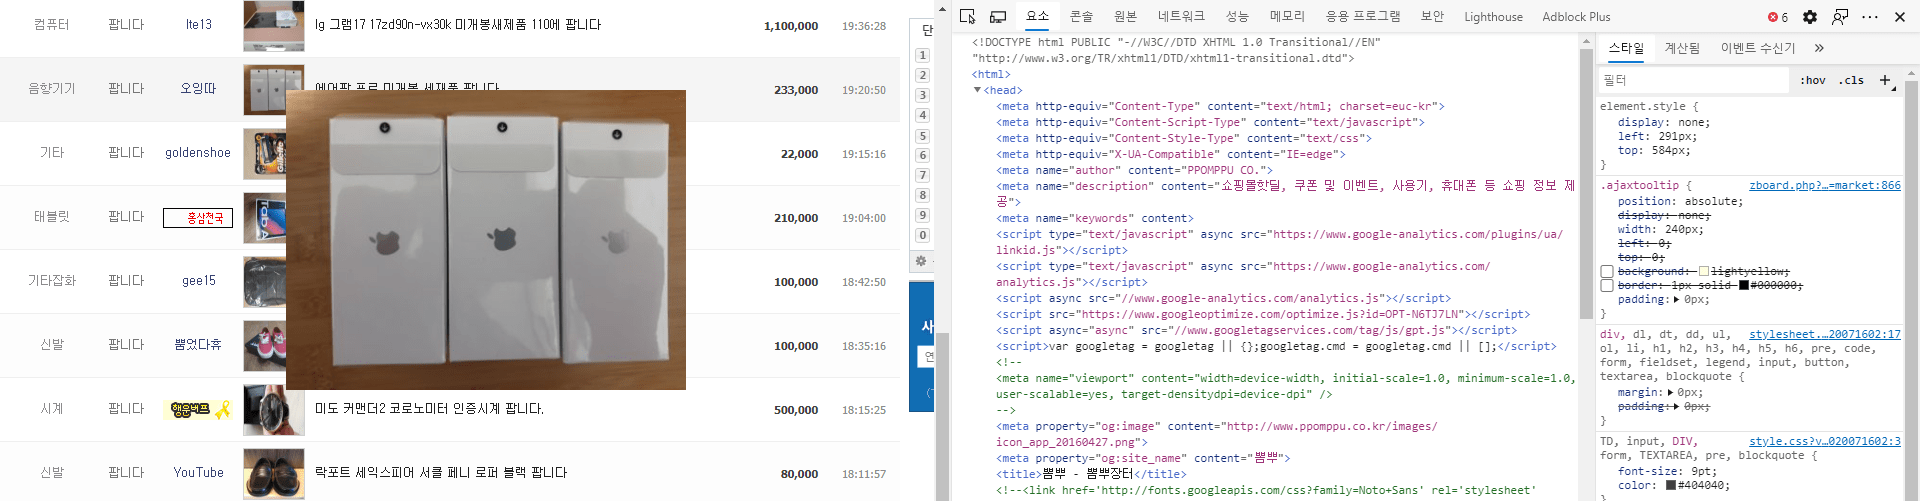 컴퓨터 팝니다 lte13 lg 그램17 17zd90n-vx30k 미개봉새제품 110에 팝니다 1,100,000 19:36:28
음향기기 팝니다 오잉따 에어팟 프로 미개봉 새제품 팝니다 233,000 19:20:50
기타 팝니다 goldenshoe 22,000 19:15:16
태블릿 팝니다 홍삼천국 210,000 19:04:00
기타잡화 팝니다 gee15 100,000 18:42:50
신발 팝니다 뿜었다휴 100,000 18:35:16
시계 팝니다 행운버프 미도 커맨더2 코로노미터 인증시계 팝니다. 500,000 18:15:25
신발 팝니다 YouTube 락포트 세익스피어 서클 페니 로퍼 블랙 팝니다 80,000 18:11:57
단
1
2
3
4
5
6
7
8
9
0
새
연
요소 콘솔 원본 네트워크 성능 메모리 응용 프로그램 보안 Lighthouse Adblock Plus 6
<!DOCTYPE html PUBLIC "-//W3C//DTD XHTML 1.0 Transitional//EN"
"http://www.w3.org/TR/xhtml1/DTD/xhtml1-transitional.dtd">
<html>
<head>
<meta http-equiv="Content-Type" content="text/html; charset=euc-kr">
<meta http-equiv="Content-Script-Type" content="text/javascript">
<meta http-equiv="Content-Style-Type" content="text/css">
<meta http-equiv="X-UA-Compatible" content="IE=edge">
<meta name="author" content="PPOMPPU CO.">
<meta name="description" content="쇼핑몰핫딜, 쿠폰 및 이벤트, 사용기, 휴대폰 등 쇼핑 정보 제
공">
<meta name="keywords" content>
<script type="text/javascript" async src="https://www.google-analytics.com/plugins/ua/
linkid.js"></script>
<script type="text/javascript" async src="https://www.google-analytics.com/
analytics.js"></script>
<script async src="//www.google-analytics.com/analytics.js"></script>
<script src="https://www.googleoptimize.com/optimize.js?id=OPT-N6TJ7LN"></script>
<script async="async" src="//www.googletagservices.com/tag/js/gpt.js"></script>
<script>var googletag = googletag || {};googletag.cmd = googletag.cmd || [];</script>
<!--
<meta name="viewport" content="width=device-width, initial-scale=1.0, minimum-scale=1.0,
user-scalable=yes, target-densitydpi=device-dpi" />
-->
<meta property="og:image" content="http://www.ppomppu.co.kr/images/
icon_app_20160427.png">
<meta property="og:site_name" content="뽐뿌">
<title>뽐뿌 - 뽐뿌장터</title>
<!--<link href='http://fonts.googleapis.com/css?family=Noto+Sans' rel='stylesheet'
스타일 계산됨 이벤트 수신기 »
필터 :hov .cls +
element.style {
display: none;
left: 291px;
top: 584px;
}
.ajaxtooltip { zboard.php?…=market:866
position: absolute;
display: none;
width: 240px;
left: 0;
top: 0;
background: lightyellow;
border: 1px solid #000000;
padding: 0px;
}
div, dl, dt, dd, ul, stylesheet.…20071602:17
ol, li, h1, h2, h3, h4, h5, h6, pre, code,
form, fieldset, legend, input, button,
textarea, blockquote {
margin: 0px;
padding: 0px;
}
TD, input, DIV, style.css?v…020071602:3
form, TEXTAREA, pre, blockquote {
font-size: 9pt;
color: #404040;